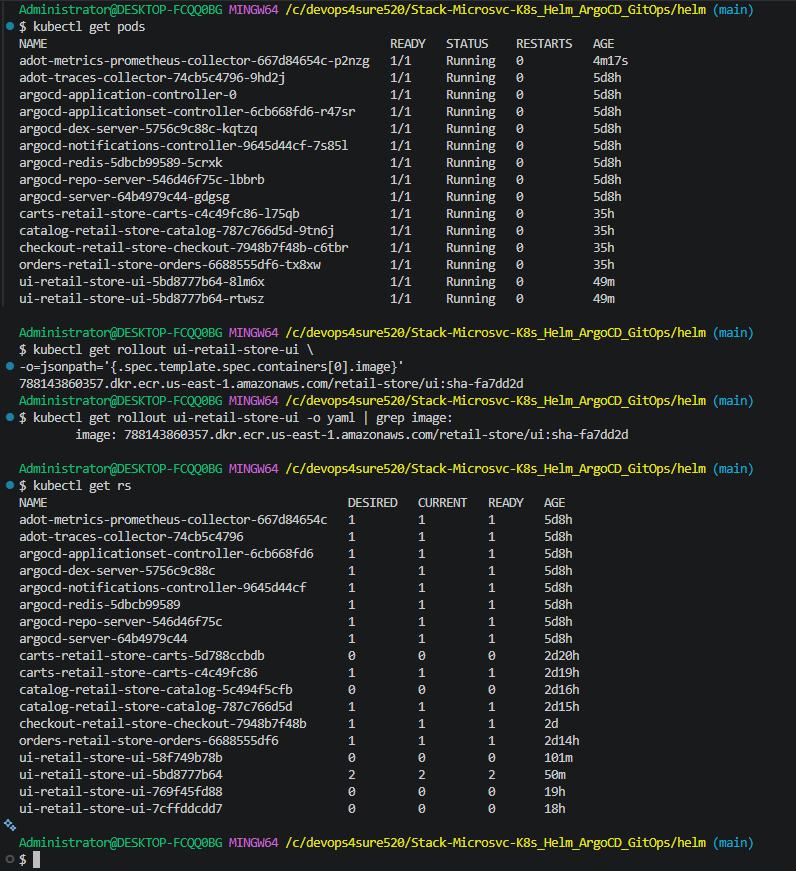 Administrator@DESKTOP-FCQQ0BG MINGW64 /c/devops4sure520/Stack-Microsvc-K8s_Helm_ArgoCD_GitOps/helm (main)
$ kubectl get pods
NAME READY STATUS RESTARTS AGE
adot-metrics-prometheus-collector-667d84654c-p2nzg 1/1 Running 0 4m17s
adot-traces-collector-74cb5c4796-9hd2j 1/1 Running 0 5d8h
argocd-application-controller-0 1/1 Running 0 5d8h
argocd-applicationset-controller-6cb668fd6-r47sr 1/1 Running 0 5d8h
argocd-dex-server-5756c9c88c-kqtzq 1/1 Running 0 5d8h
argocd-notifications-controller-9645d44cf-7s85l 1/1 Running 0 5d8h
argocd-redis-5dbcb99589-5crxk 1/1 Running 0 5d8h
argocd-repo-server-546d46f75c-lbbrb 1/1 Running 0 5d8h
argocd-server-64b4979c44-gdgsg 1/1 Running 0 5d8h
carts-retail-store-carts-c4c49fc86-l75qb 1/1 Running 0 35h
catalog-retail-store-catalog-787c766d5d-9tn6j 1/1 Running 0 35h
checkout-retail-store-checkout-7948b7f48b-c6tbr 1/1 Running 0 35h
orders-retail-store-orders-6688555df6-tx8xw 1/1 Running 0 35h
ui-retail-store-ui-5bd8777b64-8lm6x 1/1 Running 0 49m
ui-retail-store-ui-5bd8777b64-rtwsz 1/1 Running 0 49m
Administrator@DESKTOP-FCQQ0BG MINGW64 /c/devops4sure520/Stack-Microsvc-K8s_Helm_ArgoCD_GitOps/helm (main)
$ kubectl get rollout ui-retail-store-ui \
-o=jsonpath='{.spec.template.spec.containers[0].image}'
788143860357.dkr.ecr.us-east-1.amazonaws.com/retail-store/ui:sha-fa7dd2d
Administrator@DESKTOP-FCQQ0BG MINGW64 /c/devops4sure520/Stack-Microsvc-K8s_Helm_ArgoCD_GitOps/helm (main)
$ kubectl get rollout ui-retail-store-ui -o yaml | grep image:
image: 788143860357.dkr.ecr.us-east-1.amazonaws.com/retail-store/ui:sha-fa7dd2d
Administrator@DESKTOP-FCQQ0BG MINGW64 /c/devops4sure520/Stack-Microsvc-K8s_Helm_ArgoCD_GitOps/helm (main)
$ kubectl get rs
NAME DESIRED CURRENT READY AGE
adot-metrics-prometheus-collector-667d84654c 1 1 1 5d8h
adot-traces-collector-74cb5c4796 1 1 1 5d8h
argocd-applicationset-controller-6cb668fd6 1 1 1 5d8h
argocd-dex-server-5756c9c88c 1 1 1 5d8h
argocd-notifications-controller-9645d44cf 1 1 1 5d8h
argocd-redis-5dbcb99589 1 1 1 5d8h
argocd-repo-server-546d46f75c 1 1 1 5d8h
argocd-server-64b4979c44 1 1 1 5d8h
carts-retail-store-carts-5d788ccbdb 0 0 0 2d20h
carts-retail-store-carts-c4c49fc86 1 1 1 2d19h
catalog-retail-store-catalog-5c494f5cfb 0 0 0 2d16h
catalog-retail-store-catalog-787c766d5d 1 1 1 2d15h
checkout-retail-store-checkout-7948b7f48b 1 1 1 2d
orders-retail-store-orders-6688555df6 1 1 1 2d14h
ui-retail-store-ui-58f749b78b 0 0 0 101m
ui-retail-store-ui-5bd8777b64 2 2 2 50m
ui-retail-store-ui-769f45fd88 0 0 0 19h
ui-retail-store-ui-7cffddcdd7 0 0 0 18h
Administrator@DESKTOP-FCQQ0BG MINGW64 /c/devops4sure520/Stack-Microsvc-K8s_Helm_ArgoCD_GitOps/helm (main)
$